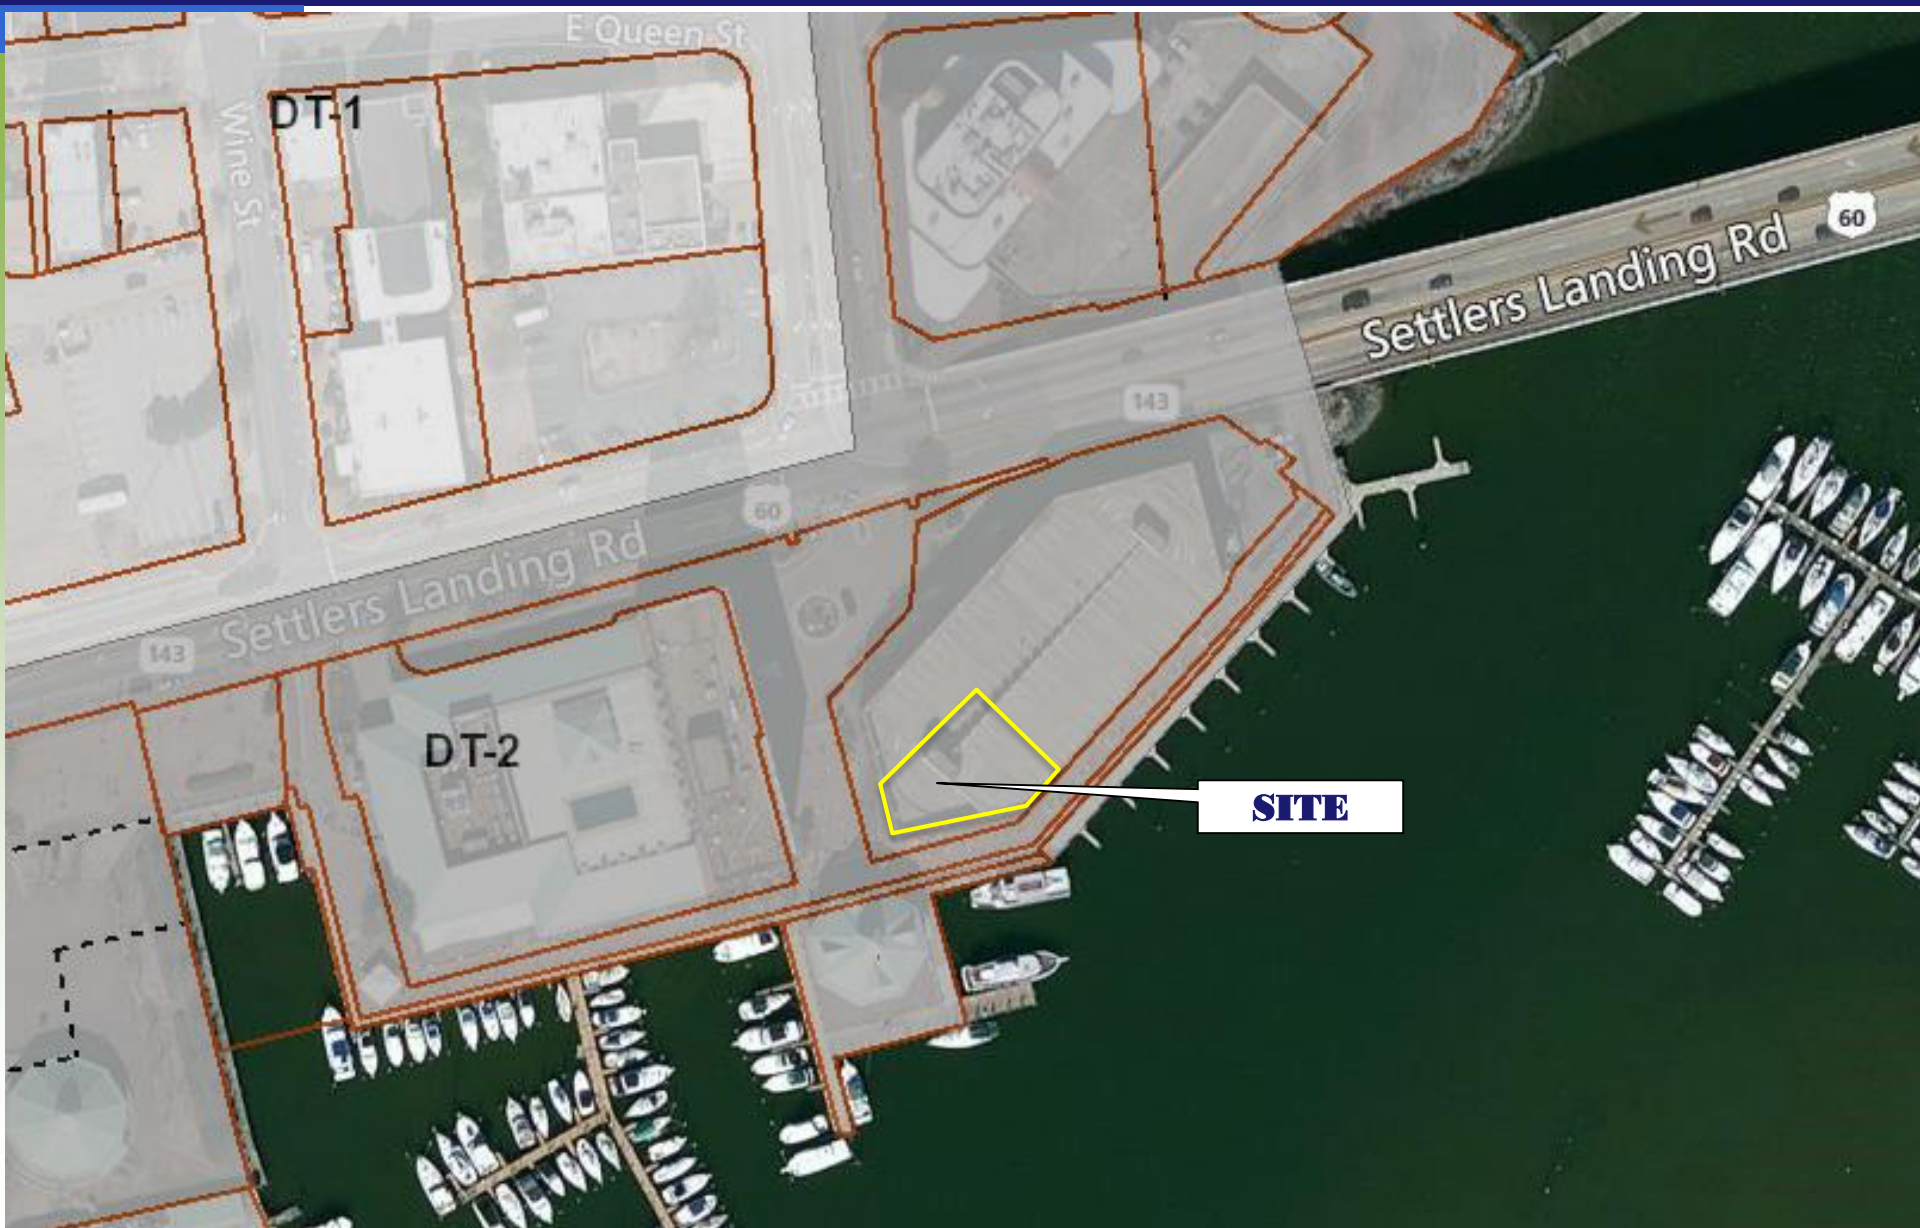 E Queen St
DT-1
Wine St
60
Settlers Landing Rd
143
60
Settlers Landing Rd
143
DT-2
SITE